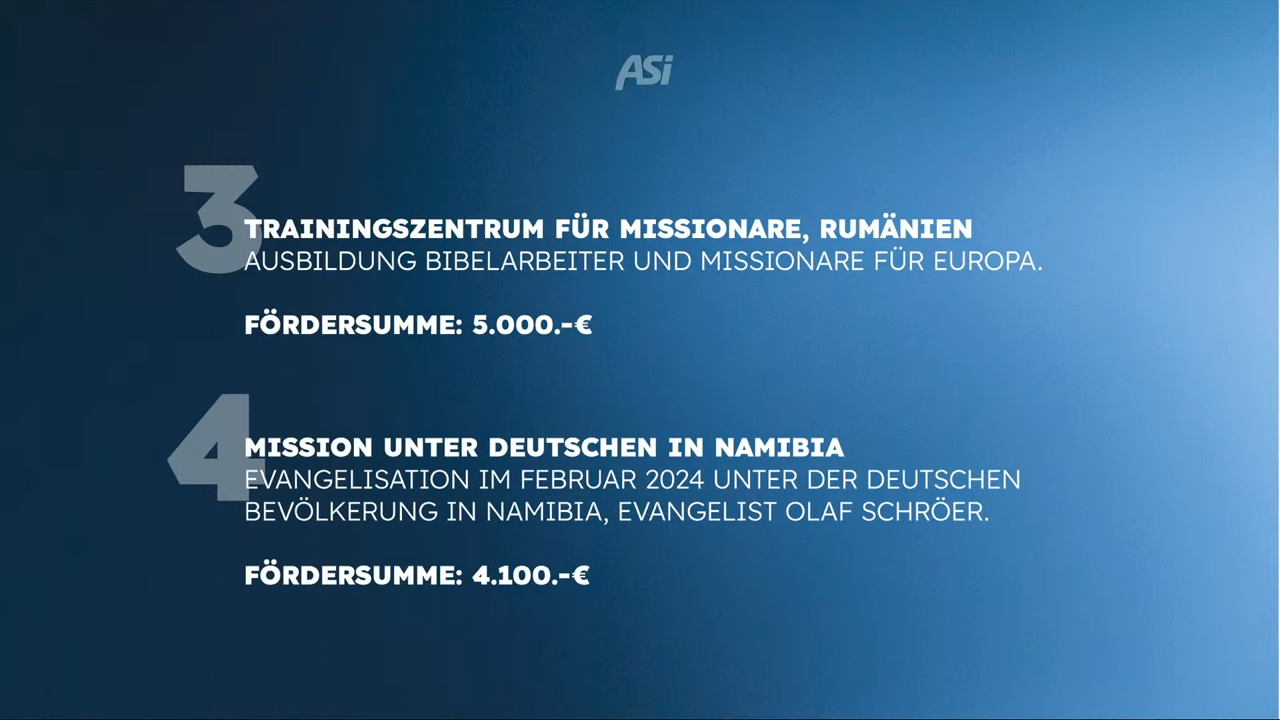 ASi
3
TRAININGSZENTRUM FÜR MISSIONARE, RUMÄNIEN
AUSBILDUNG BIBELARBEITER UND MISSIONARE FÜR EUROPA.
FÖRDERSUMME: 5.000.-€
4
MISSION UNTER DEUTSCHEN IN NAMIBIA
EVANGELISATION IM FEBRUAR 2024 UNTER DER DEUTSCHEN
BEVÖLKERUNG IN NAMIBIA, EVANGELIST OLAF SCHRÖER.
FÖRDERSUMME: 4.100.-€